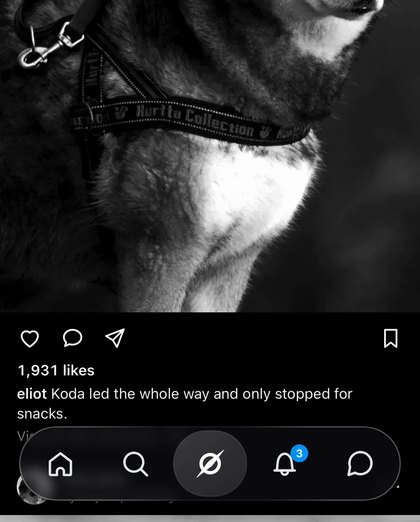 Hurtta Collection
1,931 likes
eliot Koda led the whole way and only stopped for
snacks.
3